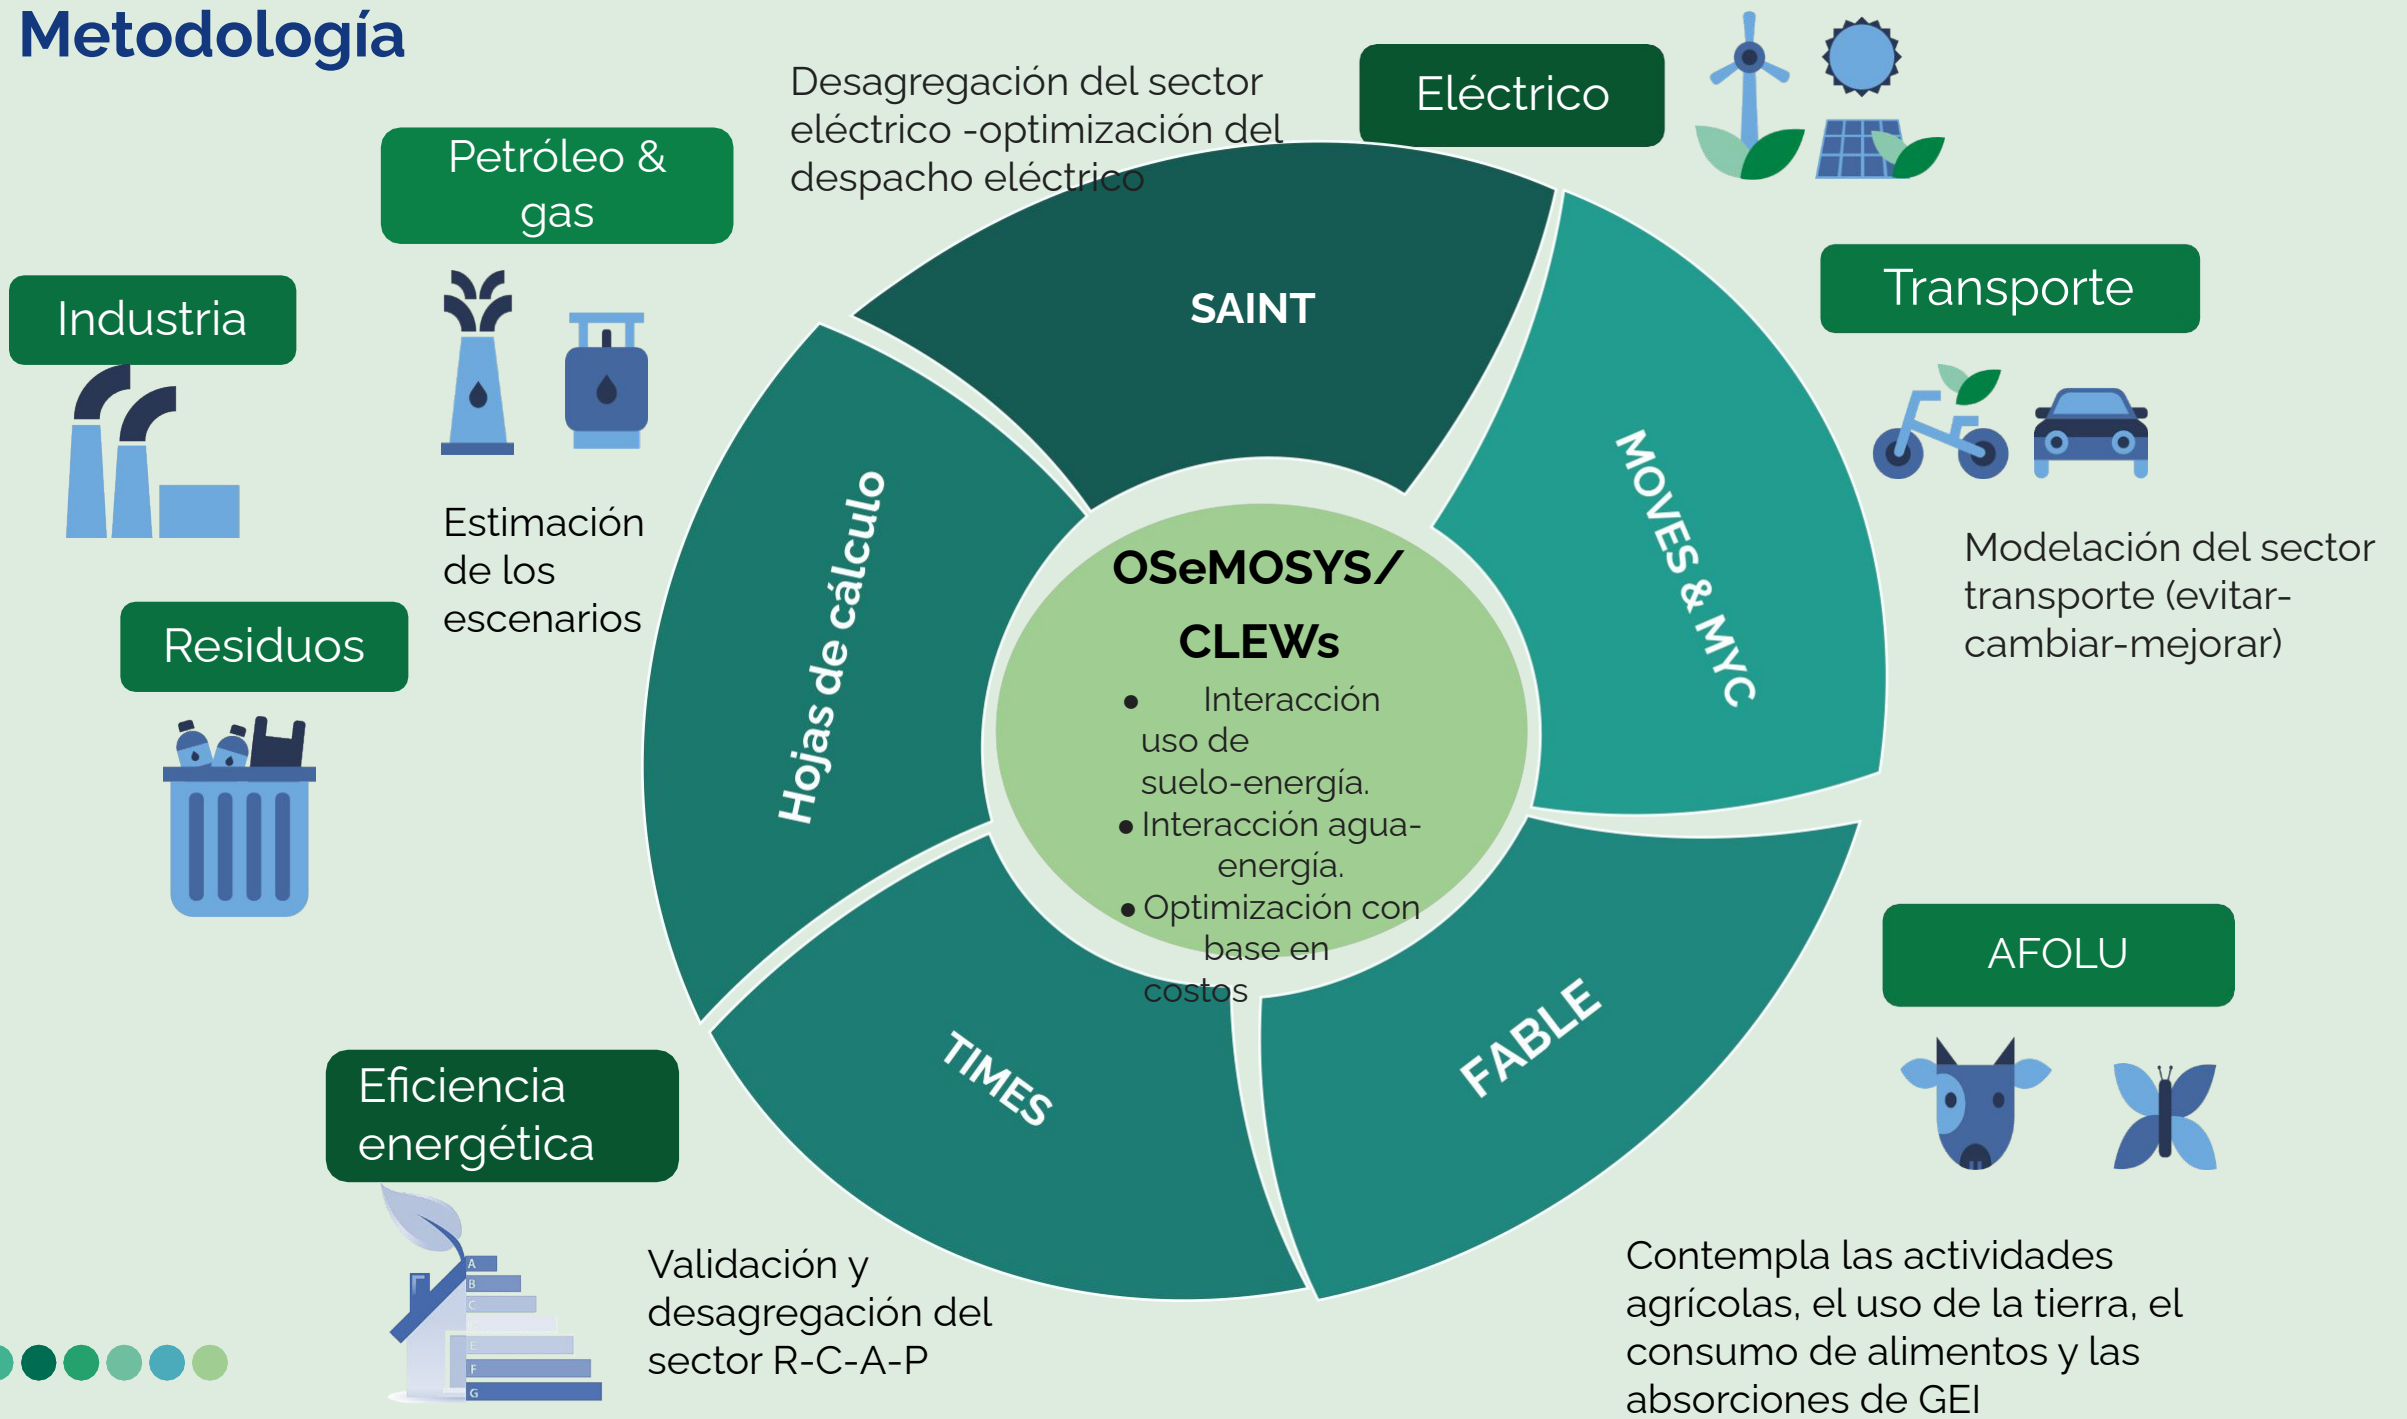 Metodología
Desagregación del sector
eléctrico -optimización del
despacho eléctrico
Eléctrico
Petróleo &
gas
Industria
Transporte
SAINT
MOVES & MYC
Hojas de cálculo
Estimación
de los
escenarios
Residuos
Modelación del sector
transporte (evitar-
cambiar-mejorar)
OSeMOSYS/
CLEWs
● Interacción
uso de
suelo-energía.
● Interacción agua-
energía.
● Optimización con
base en
costos
AFOLU
FABLE
TIMES
Eficiencia
energética
A
B
C
E
F
G
Validación y
desagregación del
sector R-C-A-P
Contempla las actividades
agrícolas, el uso de la tierra, el
consumo de alimentos y las
absorciones de GEI